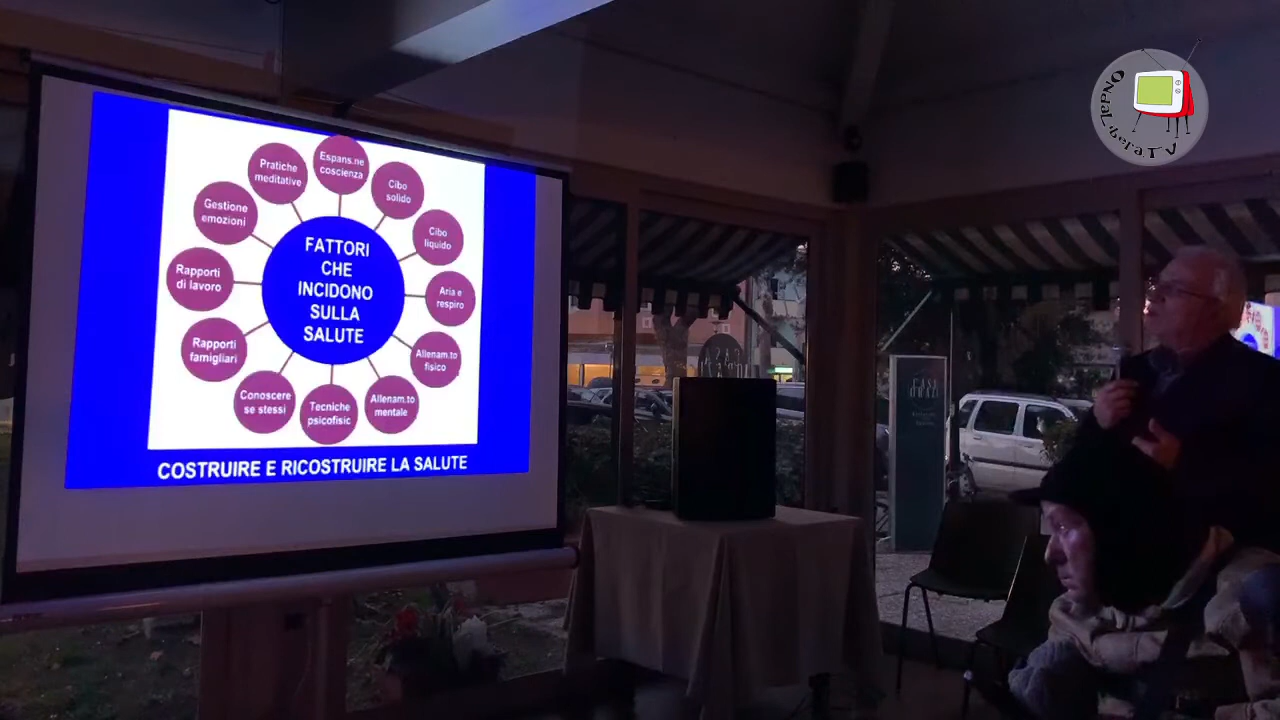 Espans.ne
coscienza
Cibo
solido
Cibo
liquido
Aria e
respiro
Allenam.to
fisico
Allenam.to
mentale
Tecniche
psicofisic
Conoscere
se stessi
Rapporti
famigliari
Rapporti
di lavoro
Gestione
emozioni
Pratiche
meditative
FATTORI
CHE
INCIDONO
SULLA
SALUTE
COSTRUIRE E RICOSTRUIRE LA SALUTE
CASA